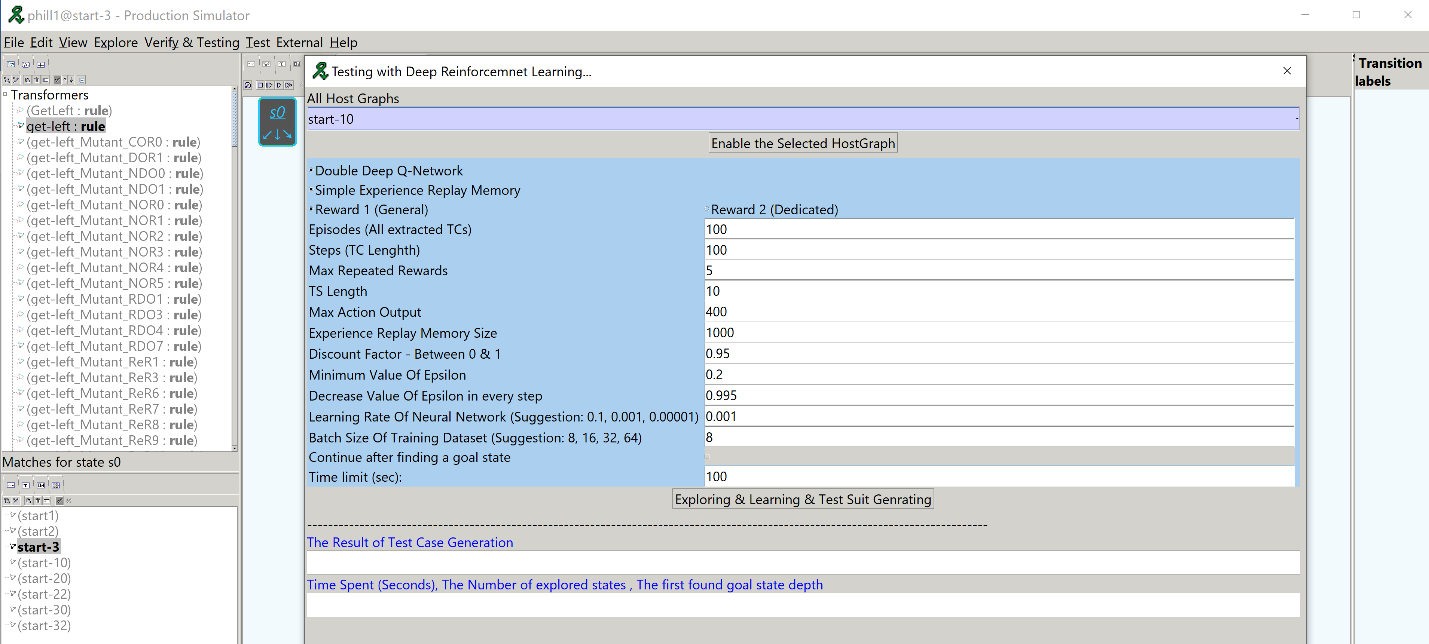 phill1@start-3 - Production Simulator
File Edit View Explore Verify & Testing Test External Help
Transformers
(GetLeft : rule)
get-left : rule
(get-left_Mutant_COR0 : rule)
(get-left_Mutant_DOR1 : rule)
(get-left_Mutant_NDO0 : rule)
(get-left_Mutant_NDO1 : rule)
(get-left_Mutant_NOR0 : rule)
(get-left_Mutant_NOR1 : rule)
(get-left_Mutant_NOR2 : rule)
(get-left_Mutant_NOR3 : rule)
(get-left_Mutant_NOR4 : rule)
(get-left_Mutant_NOR5 : rule)
(get-left_Mutant_RDO1 : rule)
(get-left_Mutant_RDO3 : rule)
(get-left_Mutant_RDO4 : rule)
(get-left_Mutant_RDO7 : rule)
(get-left_Mutant_ReR1 : rule)
(get-left_Mutant_ReR3 : rule)
(get-left_Mutant_ReR6 : rule)
(get-left_Mutant_ReR7 : rule)
(get-left_Mutant_ReR8 : rule)
(get-left_Mutant_ReR9 : rule)
Matches for state s0
(start1)
(start2)
start-3
(start-10)
(start-20)
(start-22)
(start-30)
(start-32)
s0
Testing with Deep Reinforcemnet Learning...
All Host Graphs
start-10
Enable the Selected HostGraph
Double Deep Q-Network
Simple Experience Replay Memory
Reward 1 (General) Reward 2 (Dedicated)
Episodes (All extracted TCs) 100
Steps (TC Lenghth) 100
Max Repeated Rewards 5
TS Length 10
Max Action Output 400
Experience Replay Memory Size 1000
Discount Factor - Between 0 & 1 0.95
Minimum Value Of Epsilon 0.2
Decrease Value Of Epsilon in every step 0.995
Learning Rate Of Neural Network (Suggestion: 0.1, 0.001, 0.00001) 0.001
Batch Size Of Training Dataset (Suggestion: 8, 16, 32, 64) 8
Continue after finding a goal state
Time limit (sec): 100
Exploring & Learning & Test Suit Genrating
The Result of Test Case Generation
Time Spent (Seconds), The Number of explored states , The first found goal state depth
Transition
labels